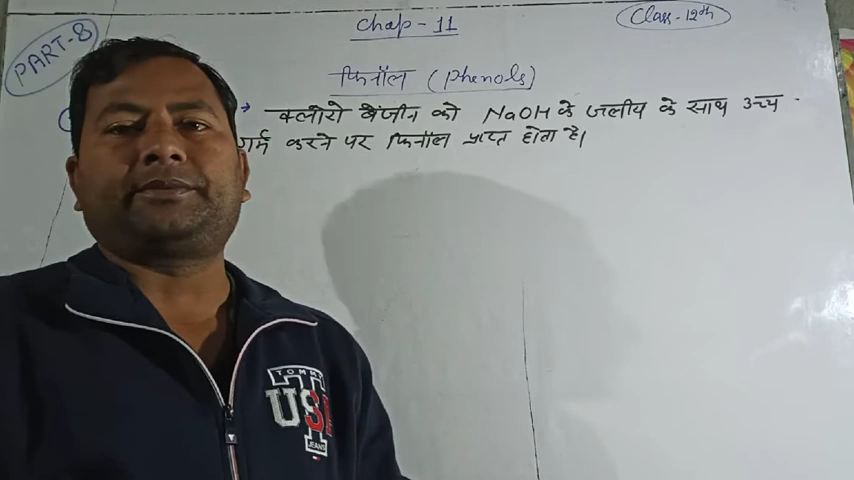 PART-8
Chap - 11
Class - 12th
फिनॉल (Phenols)
→ क्लोरो बेंजीन को NaOH के जलीय के साथ उच्च
गर्म करने पर फिनॉल प्राप्त होता है।
TOMMY
USA
JEANS